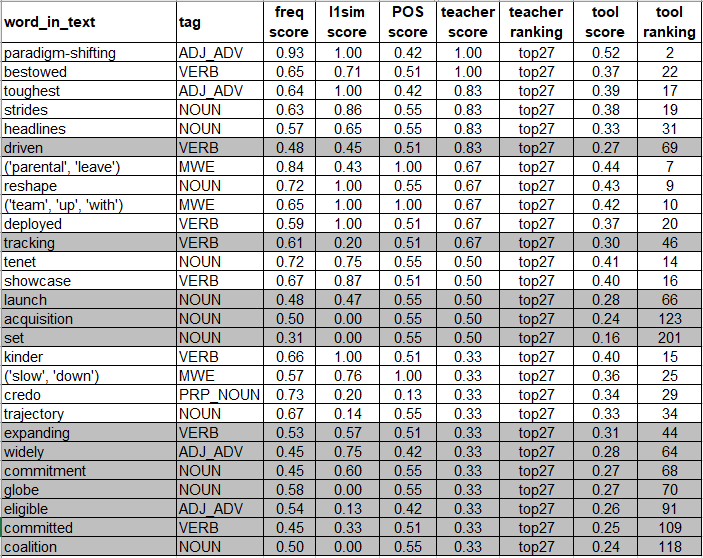 word_in_text tag freq score l1sim score POS score teacher score teacher ranking tool score tool ranking
paradigm-shifting ADJ_ADV 0.93 1.00 0.42 1.00 top27 0.52 2
bestowed VERB 0.65 0.71 0.51 1.00 top27 0.37 22
toughest ADJ_ADV 0.64 1.00 0.42 0.83 top27 0.39 17
strides NOUN 0.63 0.86 0.55 0.83 top27 0.38 19
headlines NOUN 0.57 0.65 0.55 0.83 top27 0.33 31
driven VERB 0.48 0.45 0.51 0.83 top27 0.27 69
('parental', 'leave') MWE 0.84 0.43 1.00 0.67 top27 0.44 7
reshape NOUN 0.72 1.00 0.55 0.67 top27 0.43 9
('team', 'up', 'with') MWE 0.65 1.00 1.00 0.67 top27 0.42 10
deployed VERB 0.59 1.00 0.51 0.67 top27 0.37 20
tracking VERB 0.61 0.20 0.51 0.67 top27 0.30 46
tenet NOUN 0.72 0.75 0.55 0.50 top27 0.41 14
showcase VERB 0.67 0.87 0.51 0.50 top27 0.40 16
launch NOUN 0.48 0.47 0.55 0.50 top27 0.28 66
acquisition NOUN 0.50 0.00 0.55 0.50 top27 0.24 123
set NOUN 0.31 0.00 0.55 0.50 top27 0.16 201
kinder VERB 0.66 1.00 0.51 0.33 top27 0.40 15
('slow', 'down') MWE 0.57 0.76 1.00 0.33 top27 0.36 25
credo PRP_NOUN 0.73 0.20 0.13 0.33 top27 0.34 29
trajectory NOUN 0.67 0.14 0.55 0.33 top27 0.33 34
expanding VERB 0.53 0.57 0.51 0.33 top27 0.31 44
widely ADJ_ADV 0.45 0.75 0.42 0.33 top27 0.28 64
commitment NOUN 0.45 0.60 0.55 0.33 top27 0.27 68
globe NOUN 0.58 0.00 0.55 0.33 top27 0.27 70
eligible ADJ_ADV 0.54 0.13 0.42 0.33 top27 0.26 91
committed VERB 0.45 0.33 0.51 0.33 top27 0.25 109
coalition NOUN 0.50 0.00 0.55 0.33 top27 0.24 118